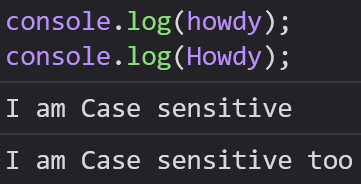 console.log(howdy);
console.log(Howdy);
I am Case sensitive
I am Case sensitive too